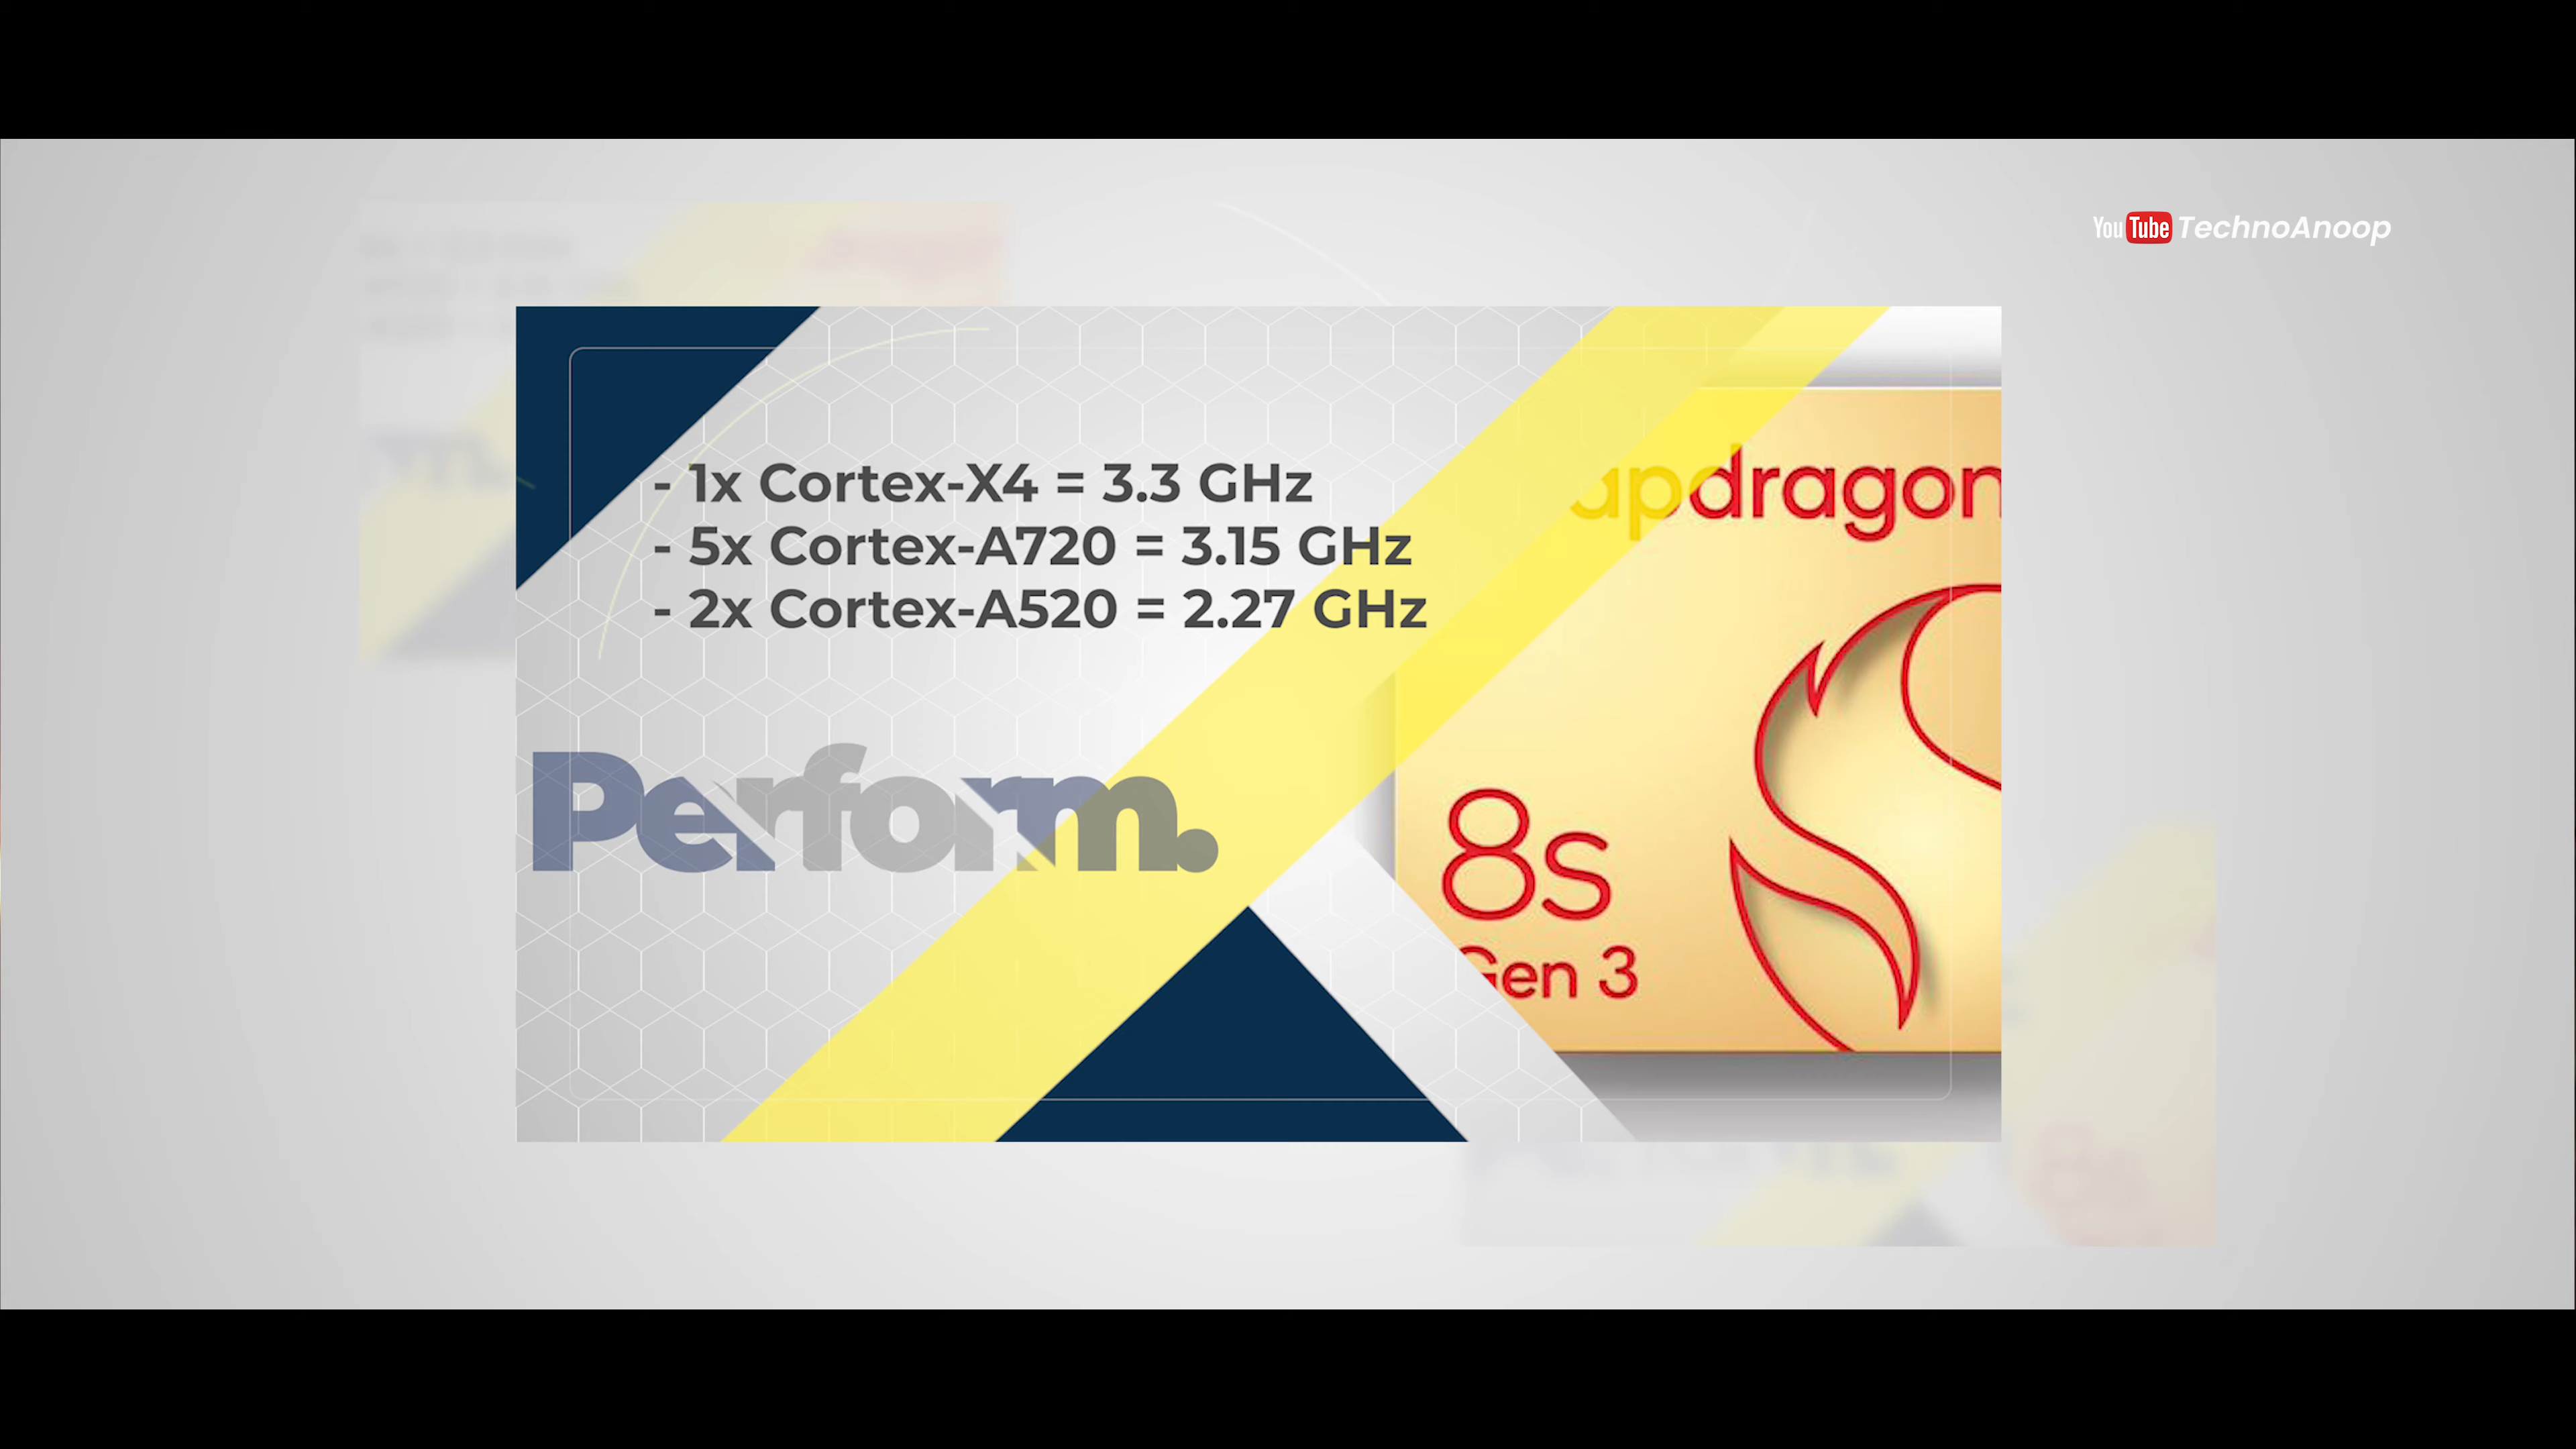 YouTube TechnoAnoop
- 1x Cortex-X4 = 3.3 GHz
- 5x Cortex-A720 = 3.15 GHz
- 2x Cortex-A520 = 2.27 GHz
apdragon
Perform.
8s
Gen 3